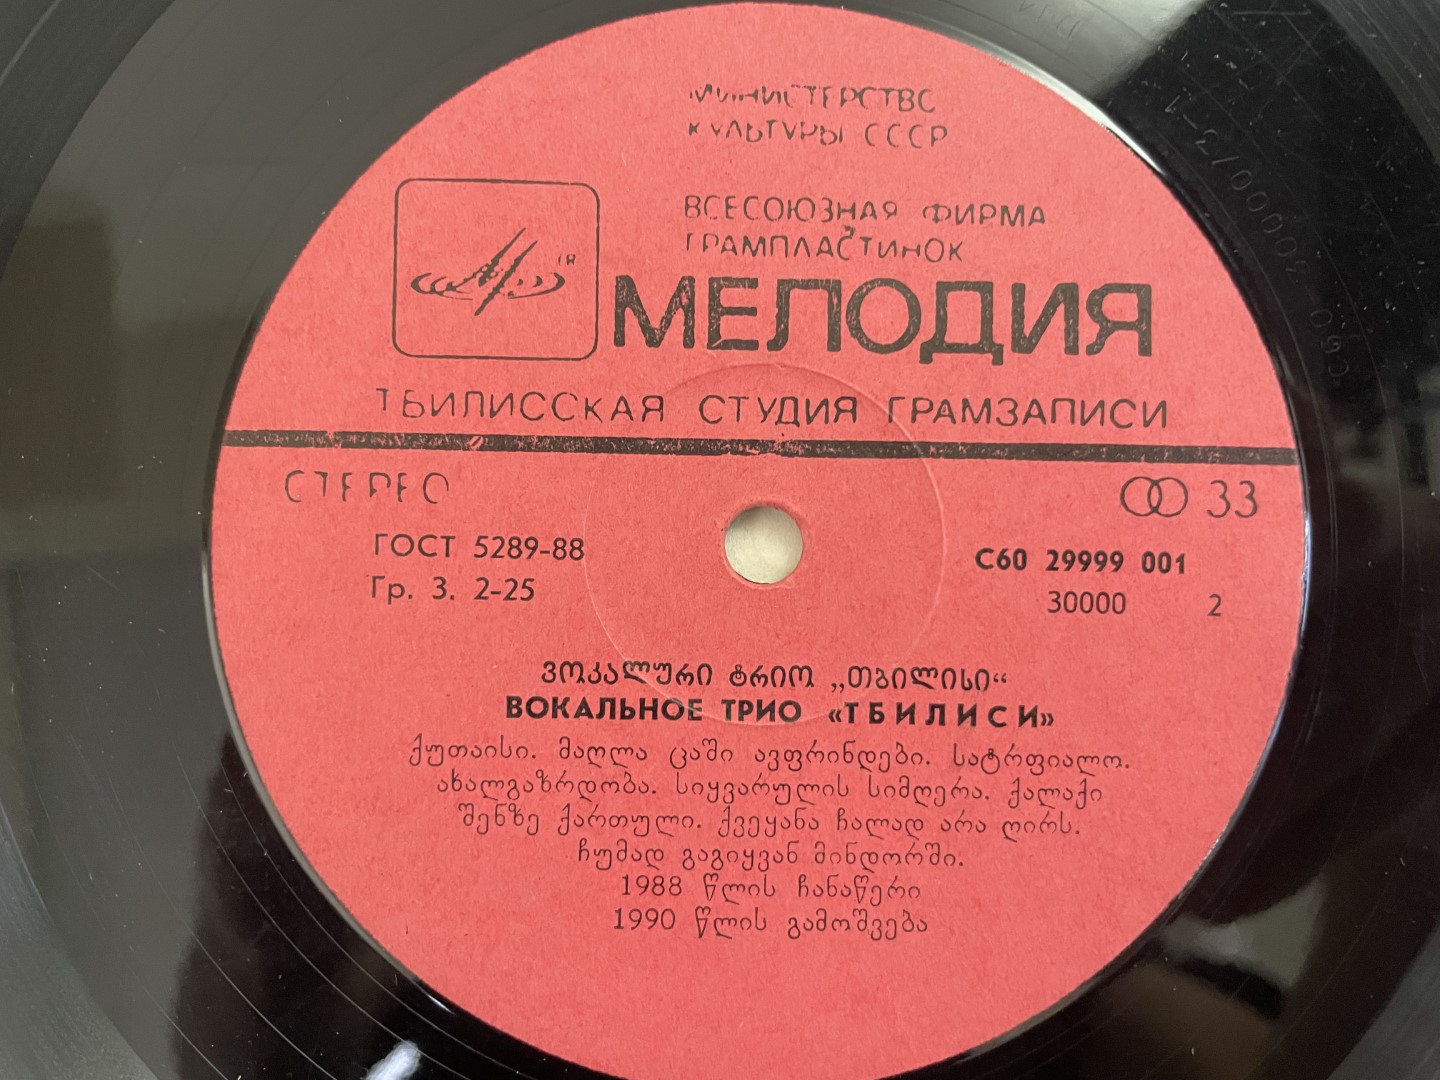 МИНИСТЕРСТВО
КУЛЬТУРЫ СССР
ВСЕСОЮЗНАЯ ФИРМА
ГРАМПЛАСТИНОК
МЕЛОДИЯ
ТБИЛИССКАЯ СТУДИЯ ГРАМЗАПИСИ
СТЕРЕО
33
ГОСТ 5289-88
Гр. 3. 2-25
С60 29999 001
30000 2
ვოკალური ტრიო „თბილისი“
ВОКАЛЬНОЕ ТРИО «ТБИЛИСИ»
ქუთაისი. მაღლა ცაში ავფრინდები. სატრფიალო.
ახალგაზრდობა. სიყვარულის სიმღერა. ქალაქი
შენზე ქართული. ქვეყანა ჩალად არა ღირს.
ჩუმად გაგიყვან მინდორში.
1988 წლის ჩანაწერი
1990 წლის გამოშვება